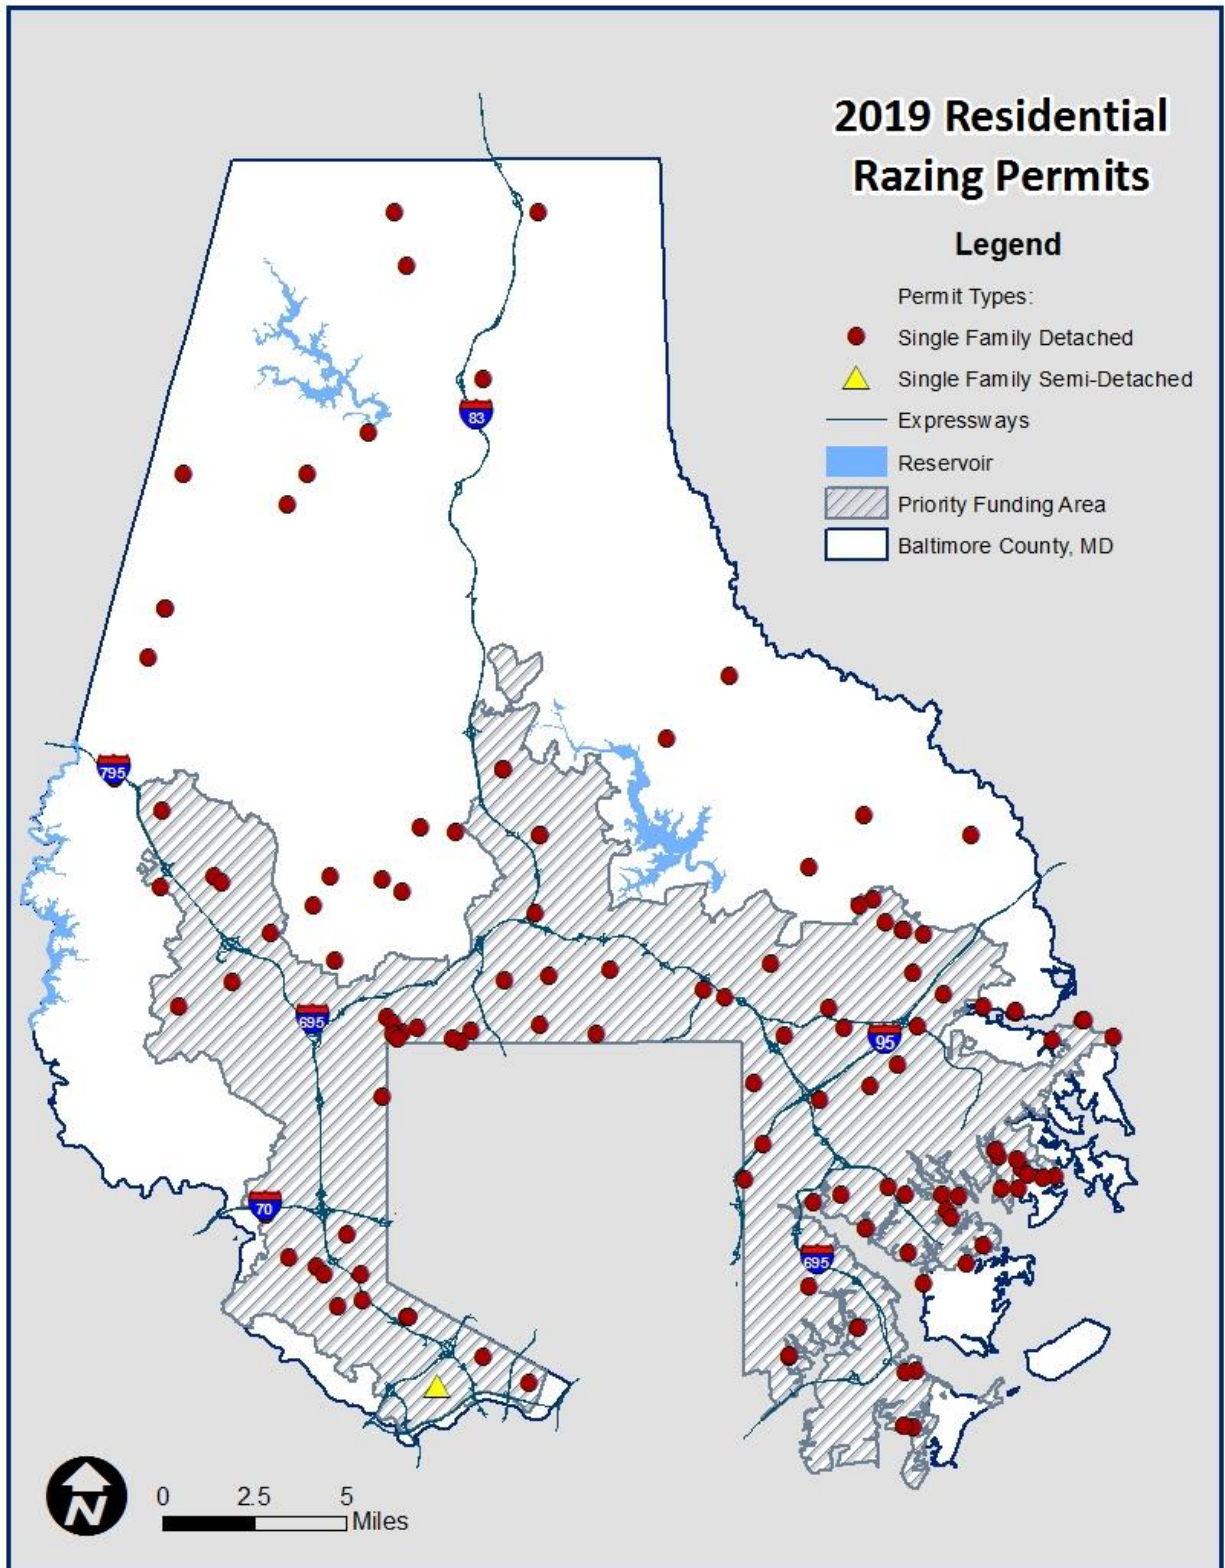 2019 Residential
Razing Permits
Legend
Permit Types:
Single Family Detached
Single Family Semi-Detached
Expressways
Reservoir
Priority Funding Area
Baltimore County, MD
83
795
695
95
70
695
N
0 2.5 5
Miles